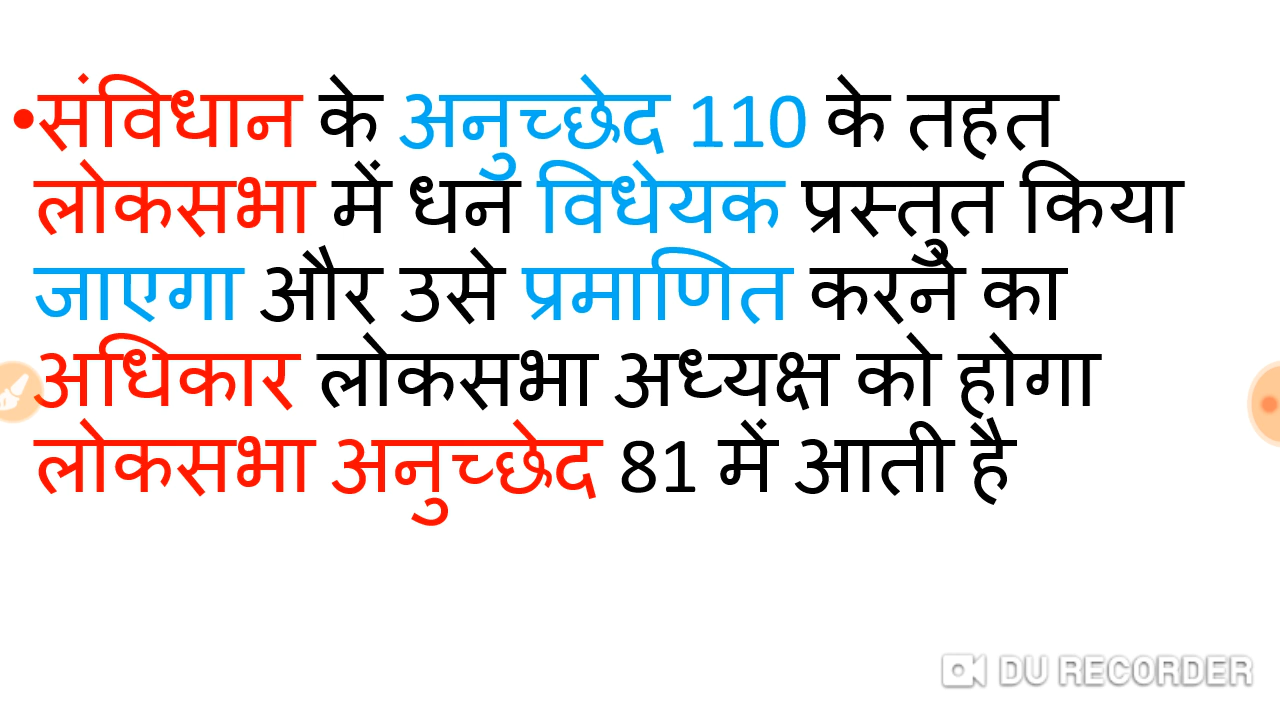 •संविधान के अनुच्छेद 110 के तहत
लोकसभा में धन विधेयक प्रस्तुत किया
जाएगा और उसे प्रमाणित करने का
अधिकार लोकसभा अध्यक्ष को होगा
लोकसभा अनुच्छेद 81 में आती है
DU RECORDER